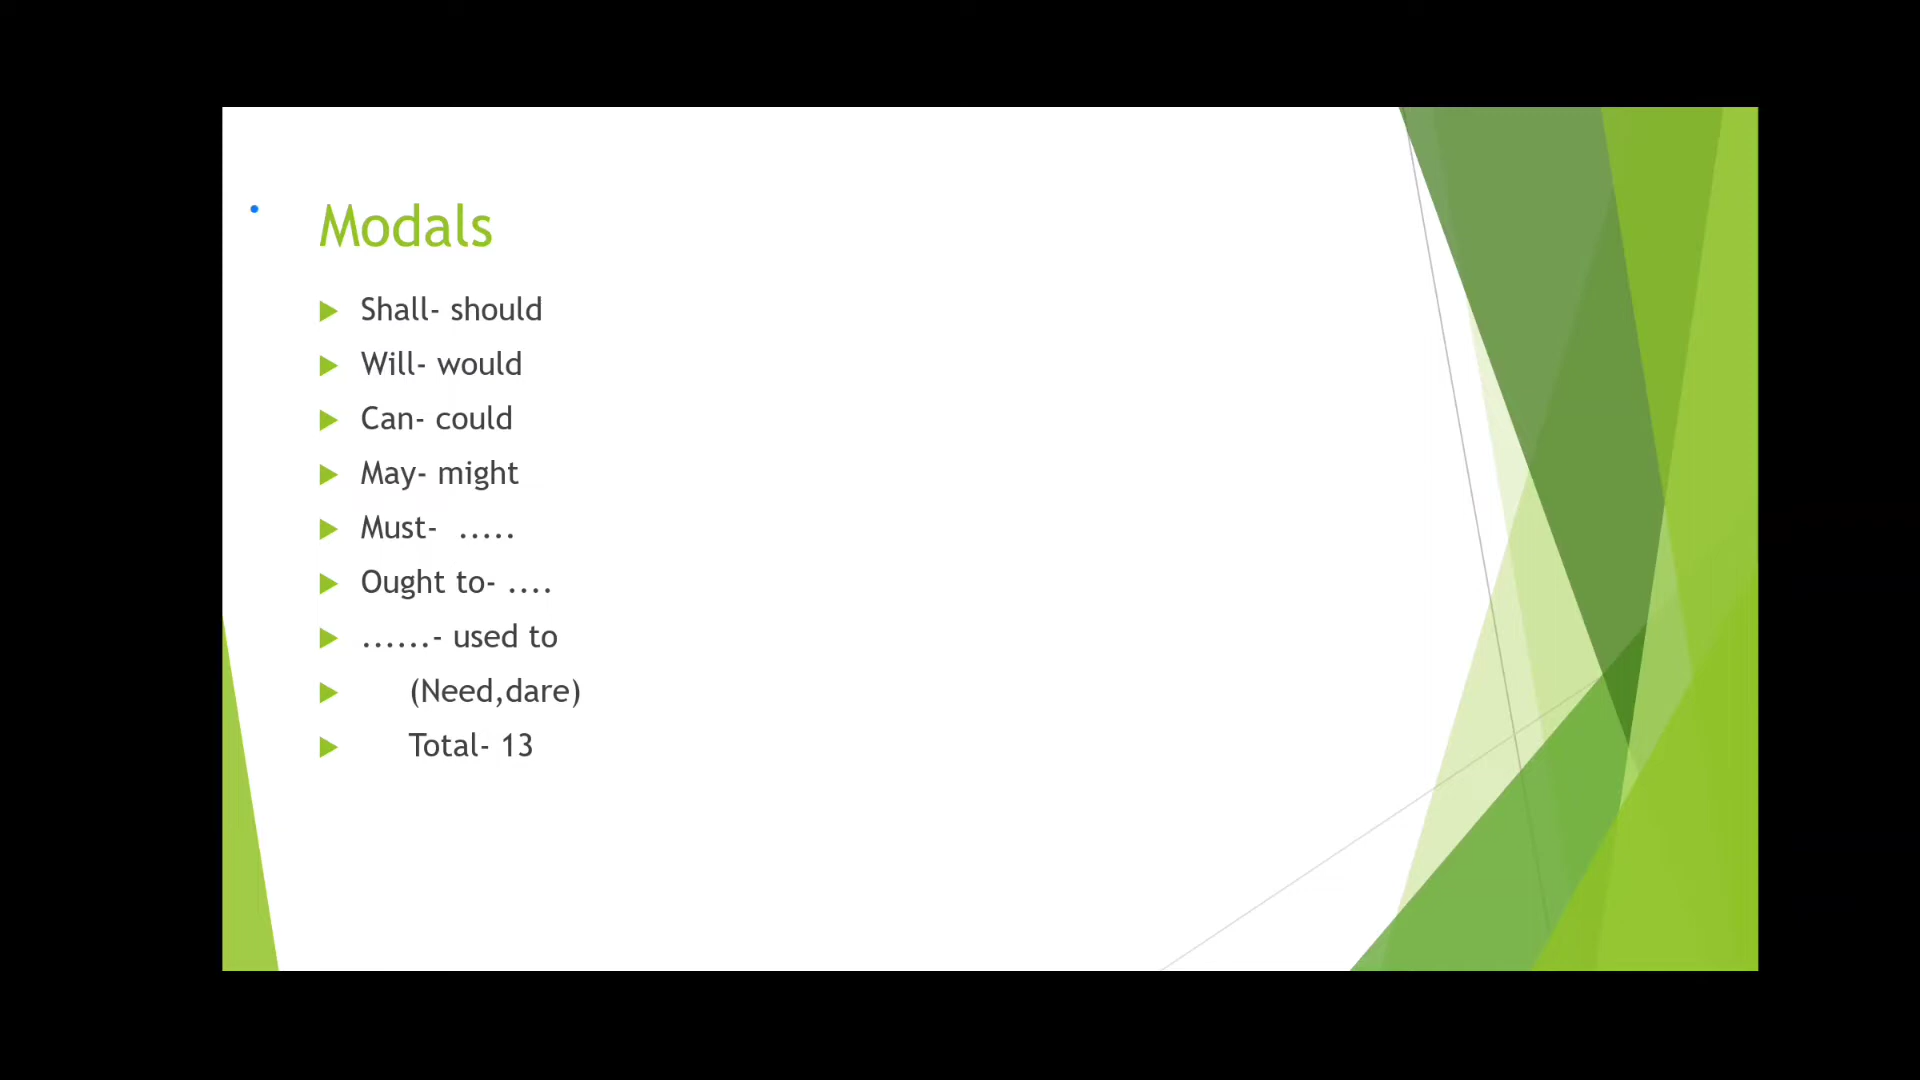 Modals
Shall- should
Will- would
Can- could
May- might
Must- .....
Ought to- ....
......- used to
(Need,dare)
Total- 13